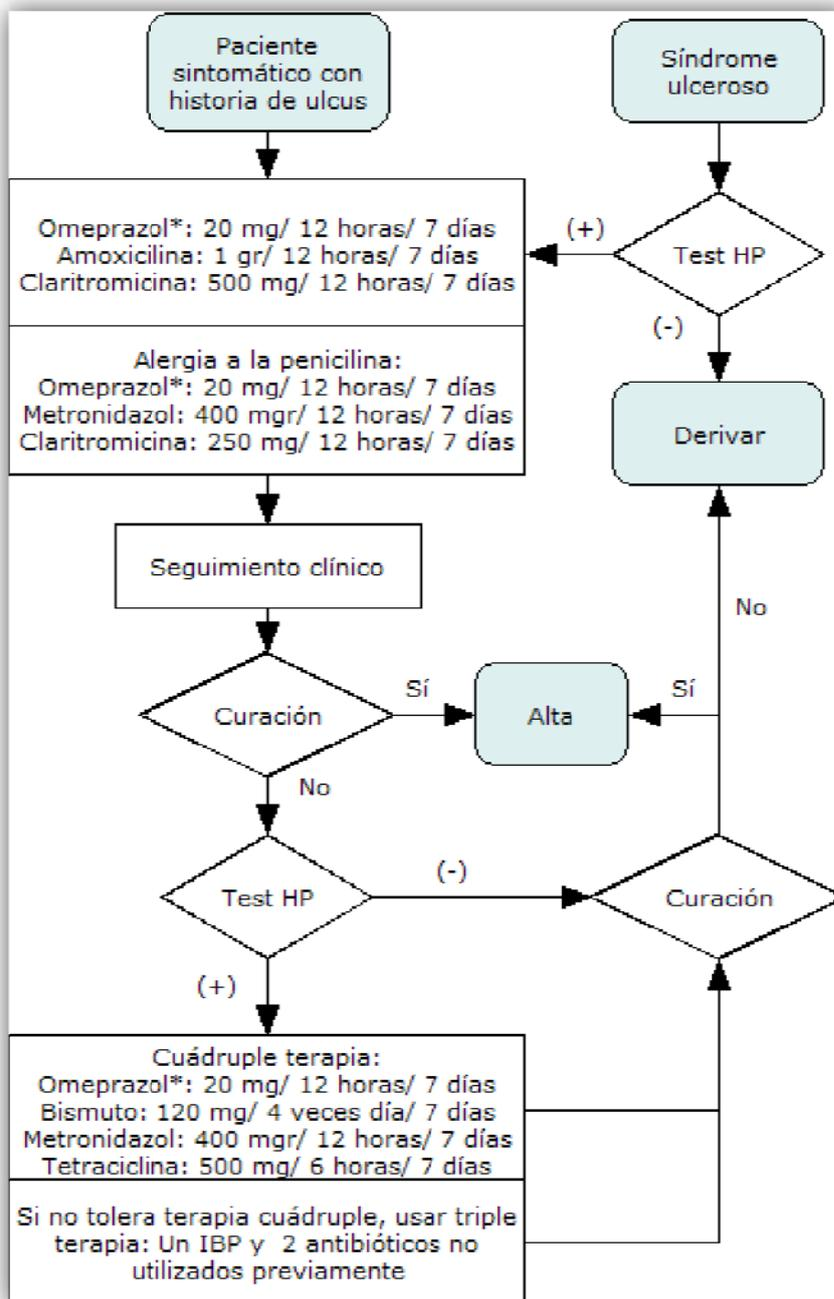 Paciente
sintomático con
historia de ulcus
Síndrome
ulceroso
Omeprazol*: 20 mg/ 12 horas/ 7 días
Amoxicilina: 1 gr/ 12 horas/ 7 días
Claritromicina: 500 mg/ 12 horas/ 7 días
(+)
Test HP
(-)
Alergia a la penicilina:
Omeprazol*: 20 mg/ 12 horas/ 7 días
Metronidazol: 400 mgr/ 12 horas/ 7 días
Claritromicina: 250 mg/ 12 horas/ 7 días
Derivar
Seguimiento clínico
No
Curación
Sí
Alta
Sí
No
Test HP
(-)
Curación
(+)
Cuádruple terapia:
Omeprazol*: 20 mg/ 12 horas/ 7 días
Bismuto: 120 mg/ 4 veces día/ 7 días
Metronidazol: 400 mgr/ 12 horas/ 7 días
Tetraciclina: 500 mg/ 6 horas/ 7 días
Si no tolera terapia cuádruple, usar triple
terapia: Un IBP y 2 antibióticos no
utilizados previamente